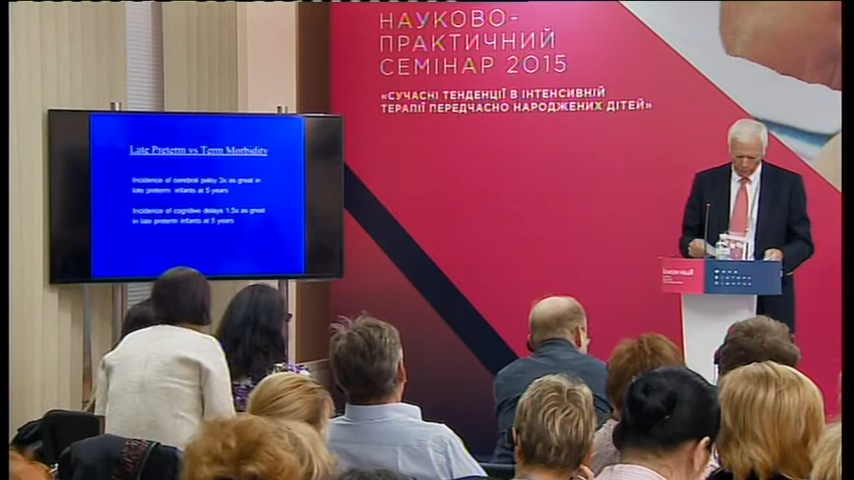 НАУКОВО-
ПРАКТИЧНИЙ
СЕМІНАР 2015
«СУЧАСНІ ТЕНДЕНЦІЇ В ІНТЕНСИВНІЙ
ТЕРАПІЇ ПЕРЕДЧАСНО НАРОДЖЕНИХ ДІТЕЙ»
Late Preterm vs Term Morbidity
Incidence of cerebral palsy 3x as great in
late preterm infants at 5 years
Incidence of cognitive delays 1.5x as great
in late preterm infants at 5 years